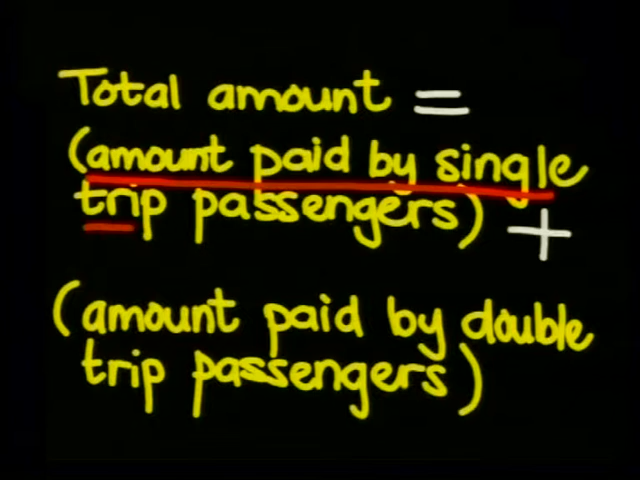 Total amount =
(amount paid by single
trip passengers) +
(amount paid by double
trip passengers)